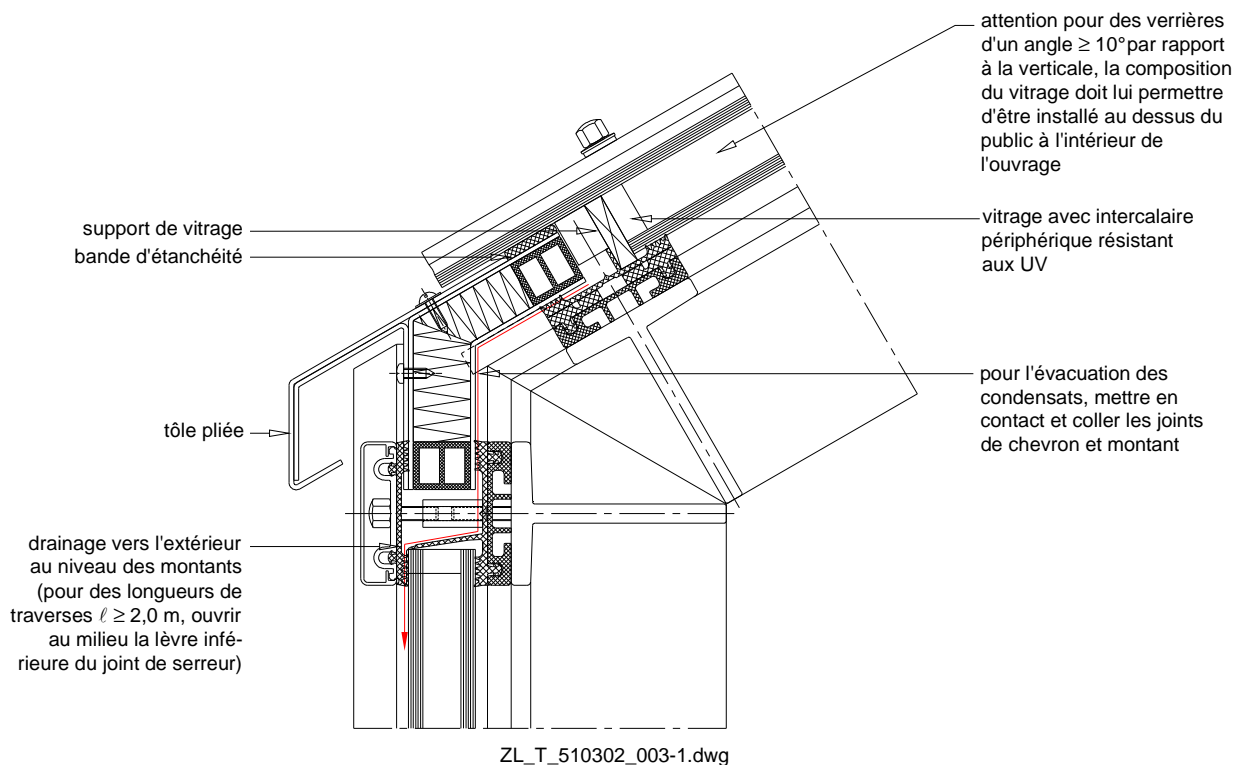 attention pour des verrières
d'un angle ≥ 10°par rapport
à la verticale, la composition
du vitrage doit lui permettre
d'être installé au dessus du
public à l'intérieur de
l'ouvrage
support de vitrage
bande d'étanchéité
vitrage avec intercalaire
périphérique résistant
aux UV
pour l'évacuation des
condensats, mettre en
contact et coller les joints
de chevron et montant
tôle pliée
drainage vers l'extérieur
au niveau des montants
(pour des longueurs de
traverses ℓ ≥ 2,0 m, ouvrir
au milieu la lèvre infé-
rieure du joint de serreur)
ZL_T_510302_003-1.dwg